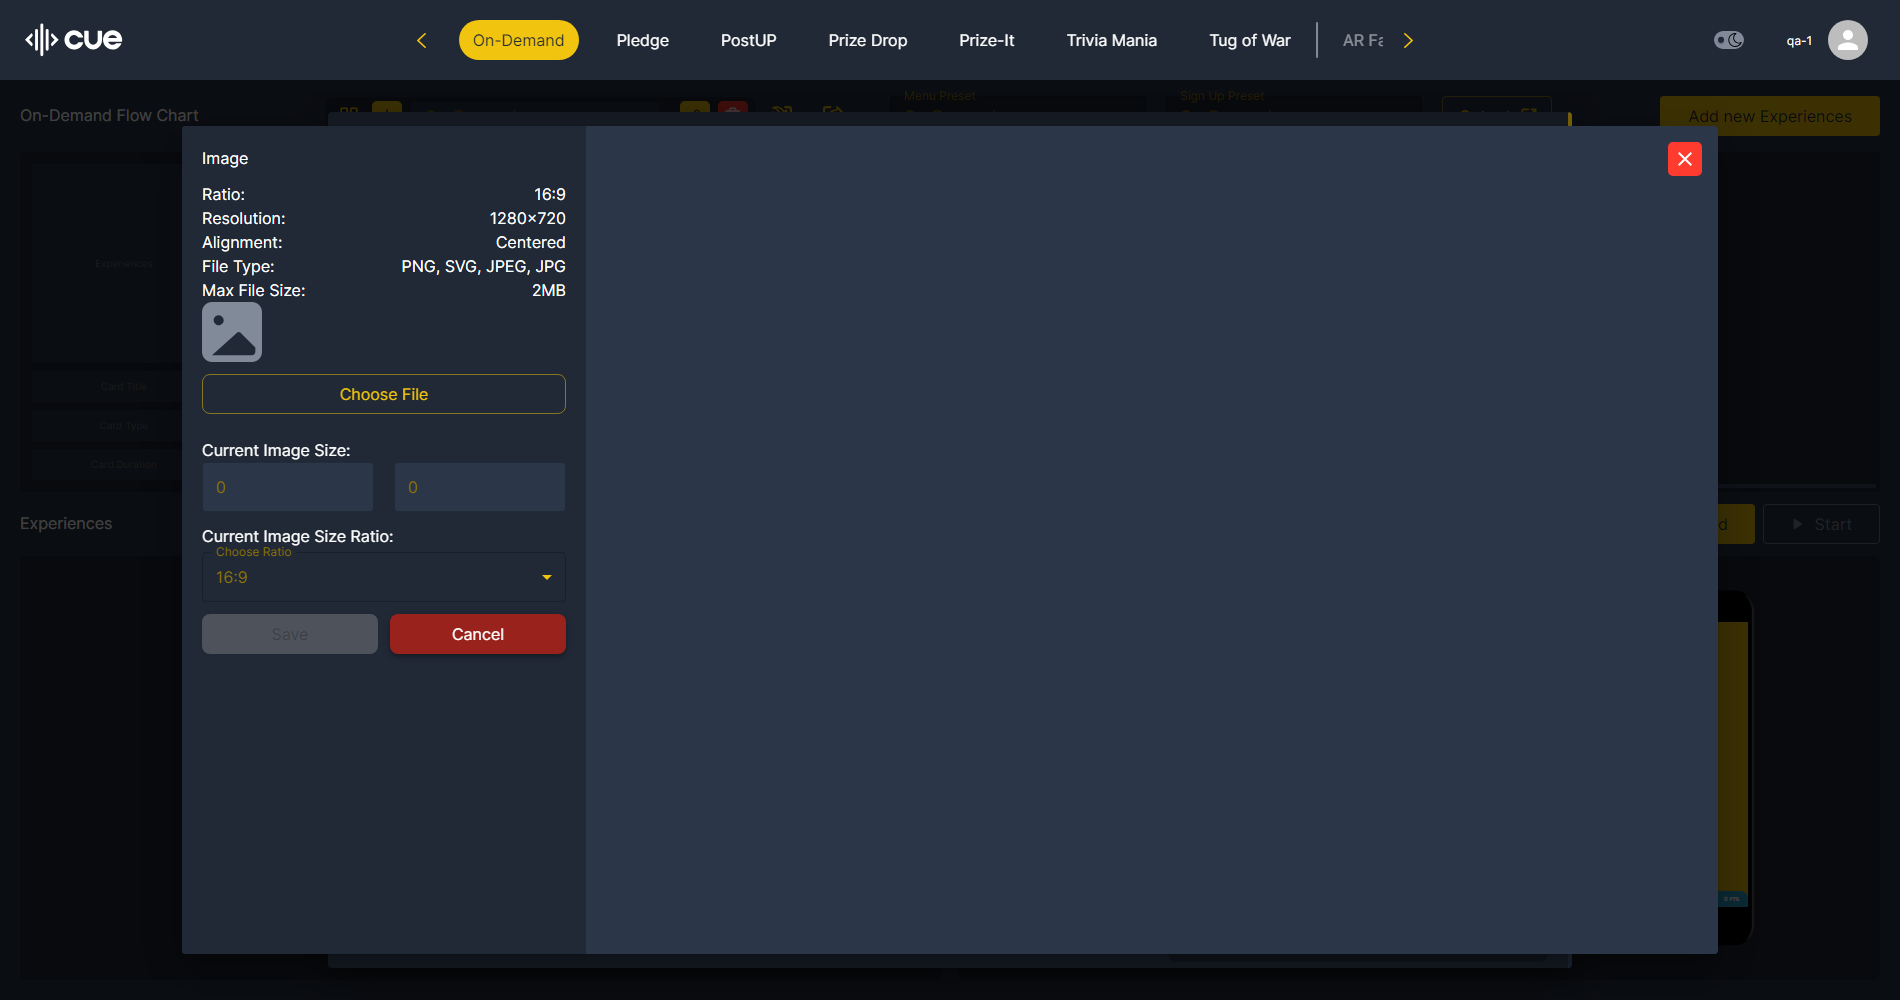 cue
On-Demand
Pledge
PostUP
Prize Drop
Prize-It
Trivia Mania
Tug of War
AR Fa
qa-1
On-Demand Flow Chart
Menu Preset
Sign Up Preset
Add new Experiences
Image
Ratio: 16:9
Resolution: 1280×720
Alignment: Centered
File Type: PNG, SVG, JPEG, JPG
Max File Size: 2MB
Choose File
Current Image Size:
0 0
Current Image Size Ratio:
Choose Ratio
16:9
Save Cancel
Experiences
Card Title
Card Type
Card Duration
Experiences
d
Start